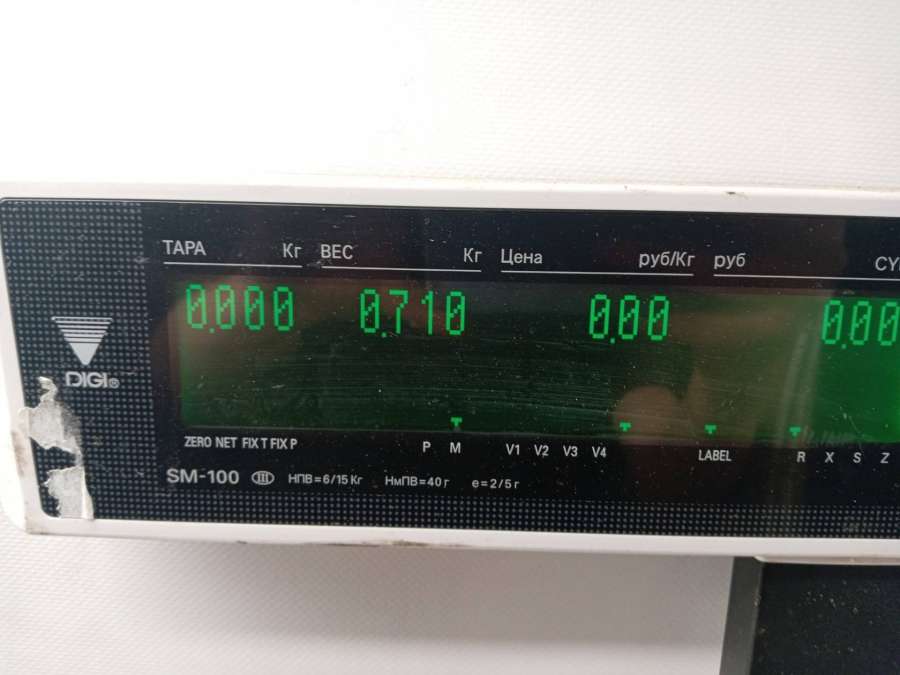 ТАРА Кг ВЕС Кг Цена руб/Кг руб
0.000 0.710 0.00 0.00
DIGI®
ZERO NET FIX T FIX P P M V1 V2 V3 V4 LABEL R X S Z
SM-100 III НПВ=6/15 Кг НмПВ=40 г e=2/5 г